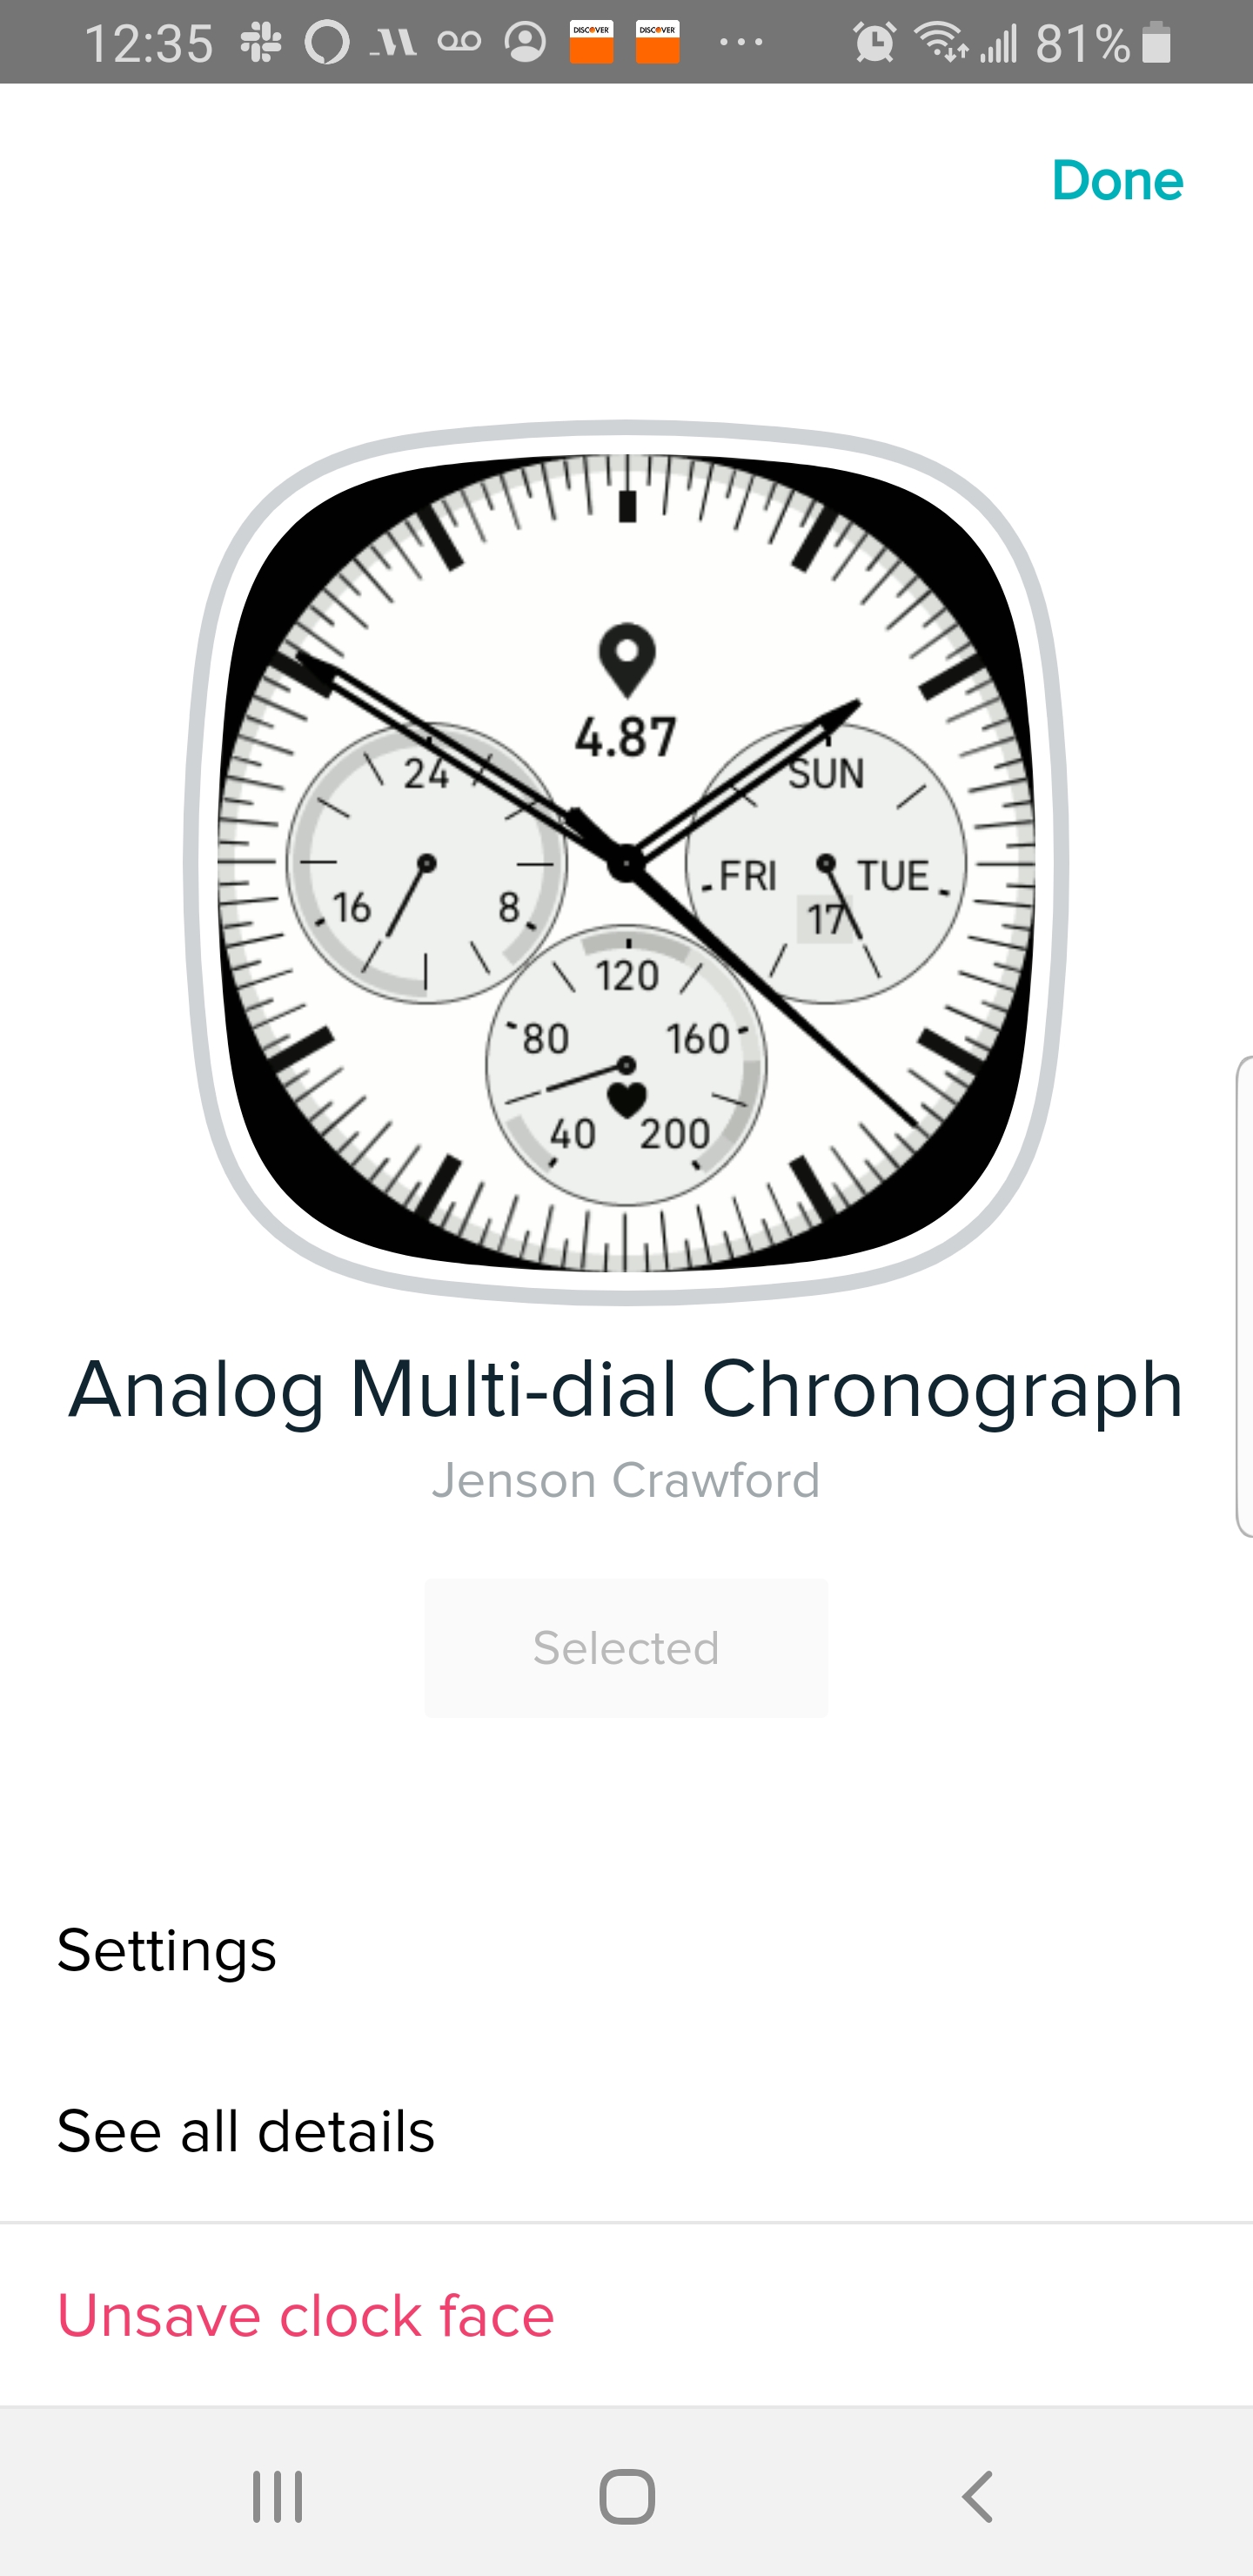 12:35 DISCOVER DISCOVER ... 81%
Done
4.87
24
SUN
FRI TUE
16 8
17
120
80 160
40 200
Analog Multi-dial Chronograph
Jenson Crawford
Selected
Settings
See all details
Unsave clock face